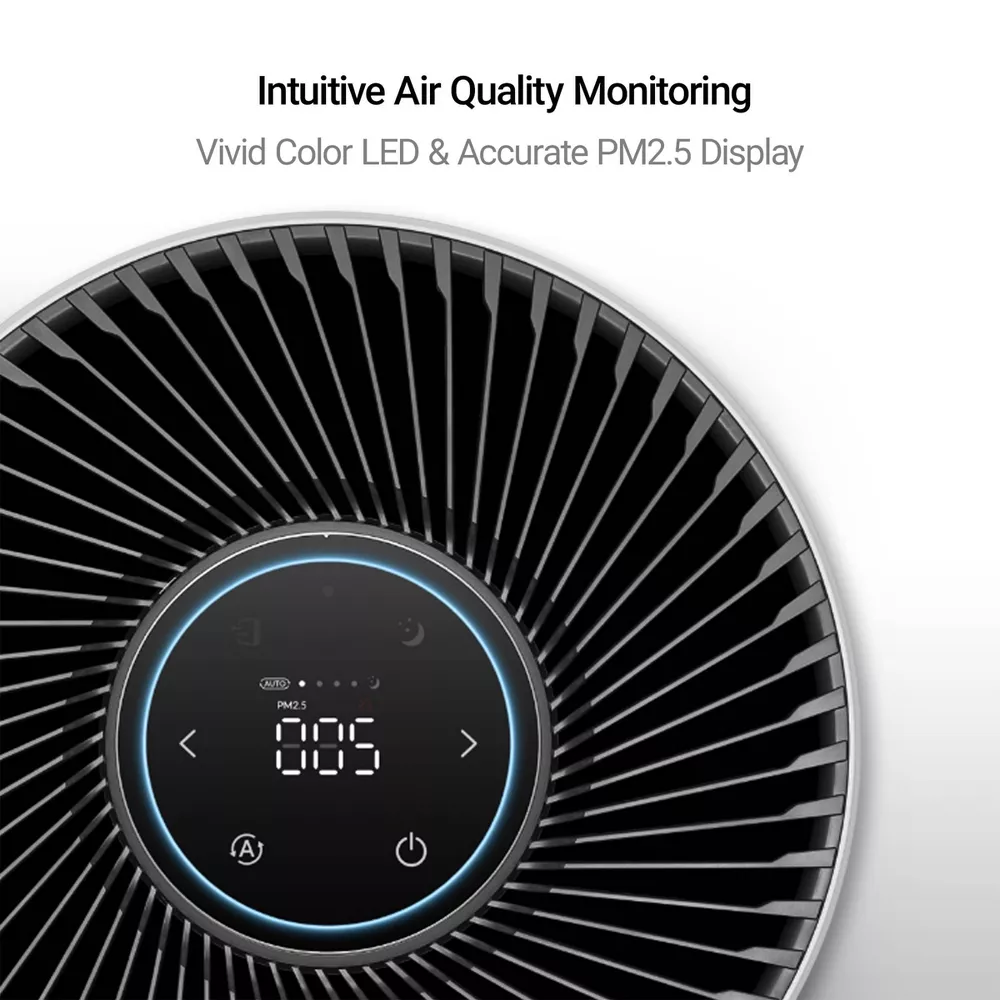 Intuitive Air Quality Monitoring
Vivid Color LED & Accurate PM2.5 Display
AUTO
PM2.5
005
A